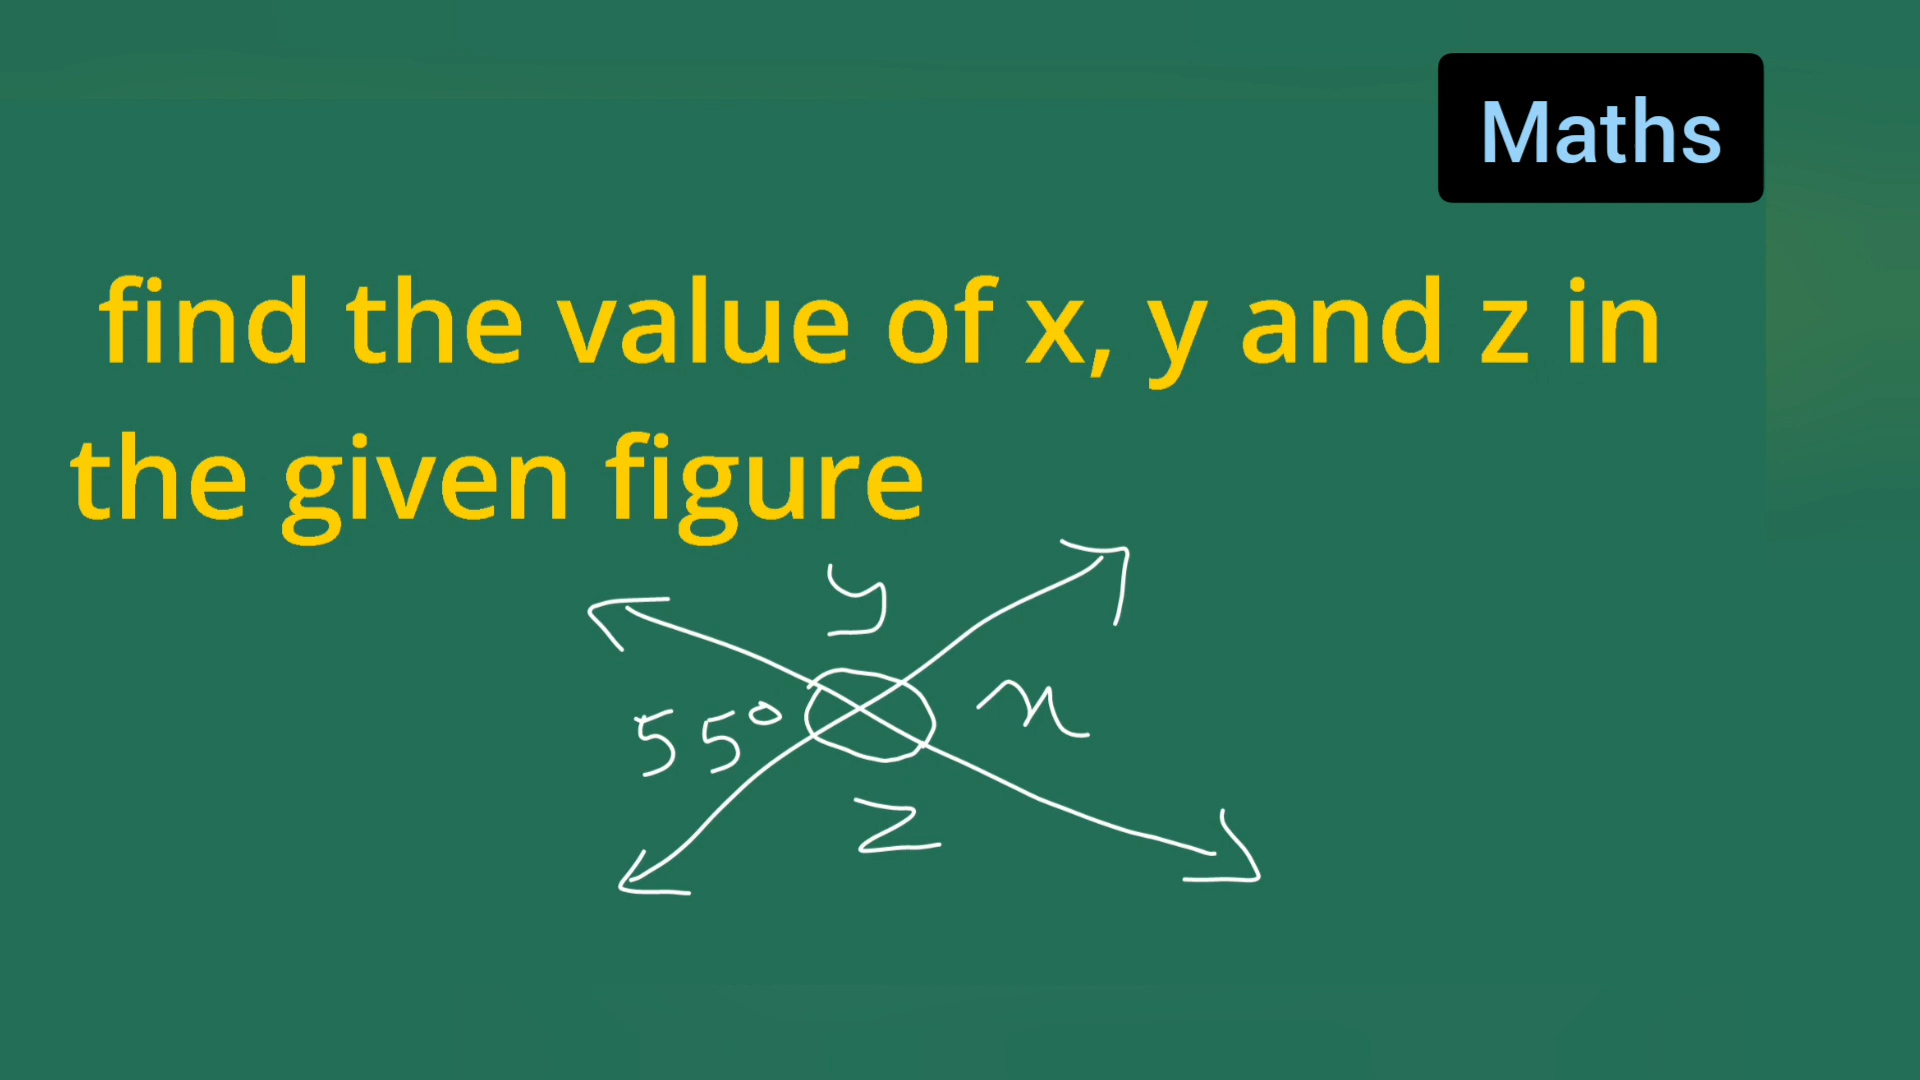 Maths
find the value of x, y and z in
the given figure
y
55° x
z